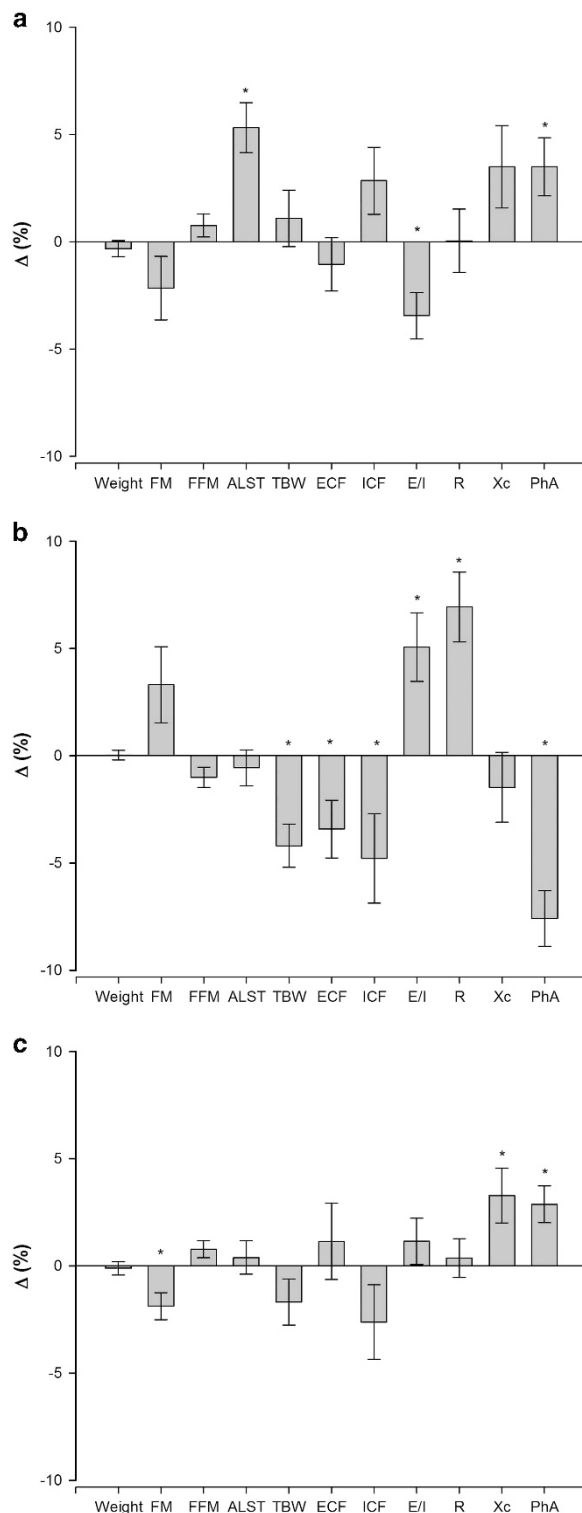 a
10
*
*
5
*
0
Δ (%)
-5
-10
Weight FM FFM ALST TBW ECF ICF E/I R Xc PhA
b
10
*
*
5
* * * *
0
Δ (%)
-5
-10
Weight FM FFM ALST TBW ECF ICF E/I R Xc PhA
c
10
5
* *
*
0
Δ (%)
-5
-10
Weight FM FFM ALST TBW ECF ICF E/I R Xc PhA